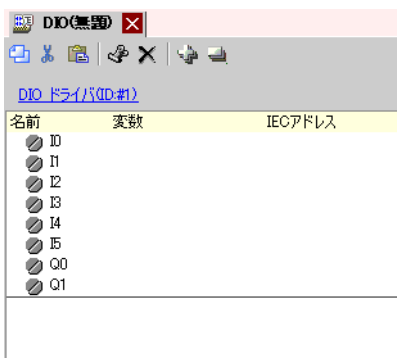 DIO(無題)
DIO ドライバ(ID:#1)
名前 変数 IECアドレス
I0
I1
I2
I3
I4
I5
Q0
Q1